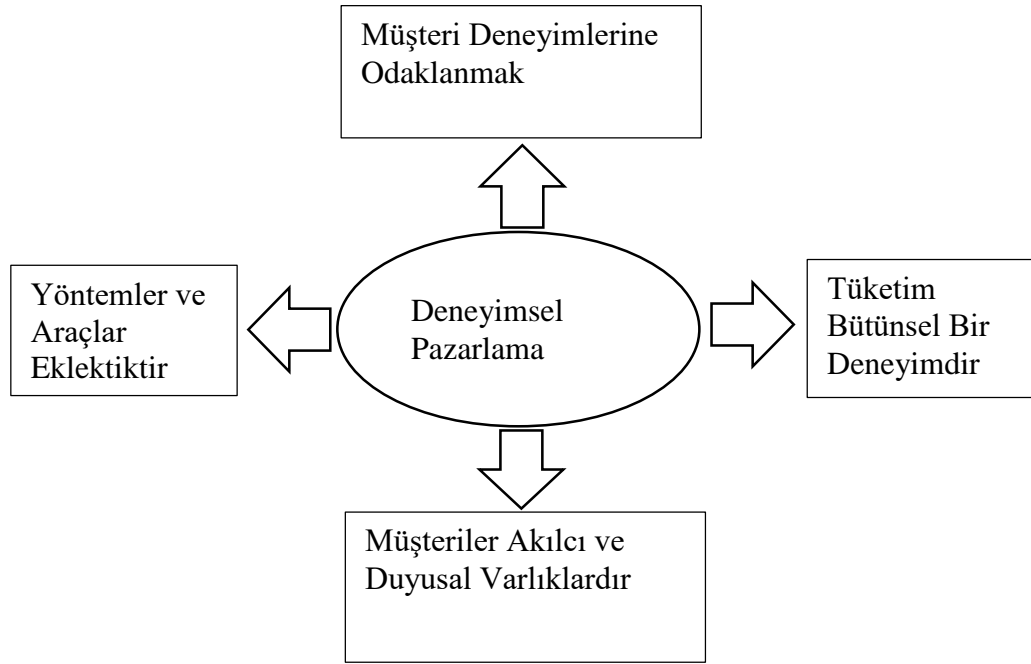 Müşteri Deneyimlerine
Odaklanmak
Yöntemler ve
Araçlar
Eklektiktir
Deneyimsel
Pazarlama
Tüketim
Bütünsel Bir
Deneyimdir
Müşteriler Akılcı ve
Duyusal Varlıklardır